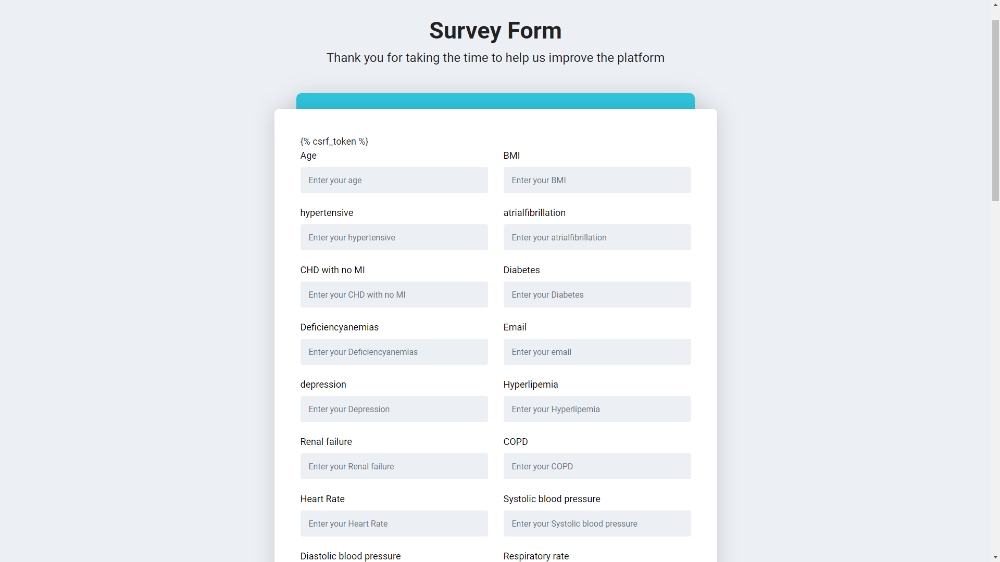 Survey Form
Thank you for taking the time to help us improve the platform
{% csrf_token %}
Age BMI
Enter your age Enter your BMI
hypertensive atrialfibrillation
Enter your hypertensive Enter your atrialfibrillation
CHD with no MI Diabetes
Enter your CHD with no MI Enter your Diabetes
Deficiencyanemias Email
Enter your Deficiencyanemias Enter your email
depression Hyperlipemia
Enter your Depression Enter your Hyperlipemia
Renal failure COPD
Enter your Renal failure Enter your COPD
Heart Rate Systolic blood pressure
Enter your Heart Rate Enter your Systolic blood pressure
Diastolic blood pressure Respiratory rate